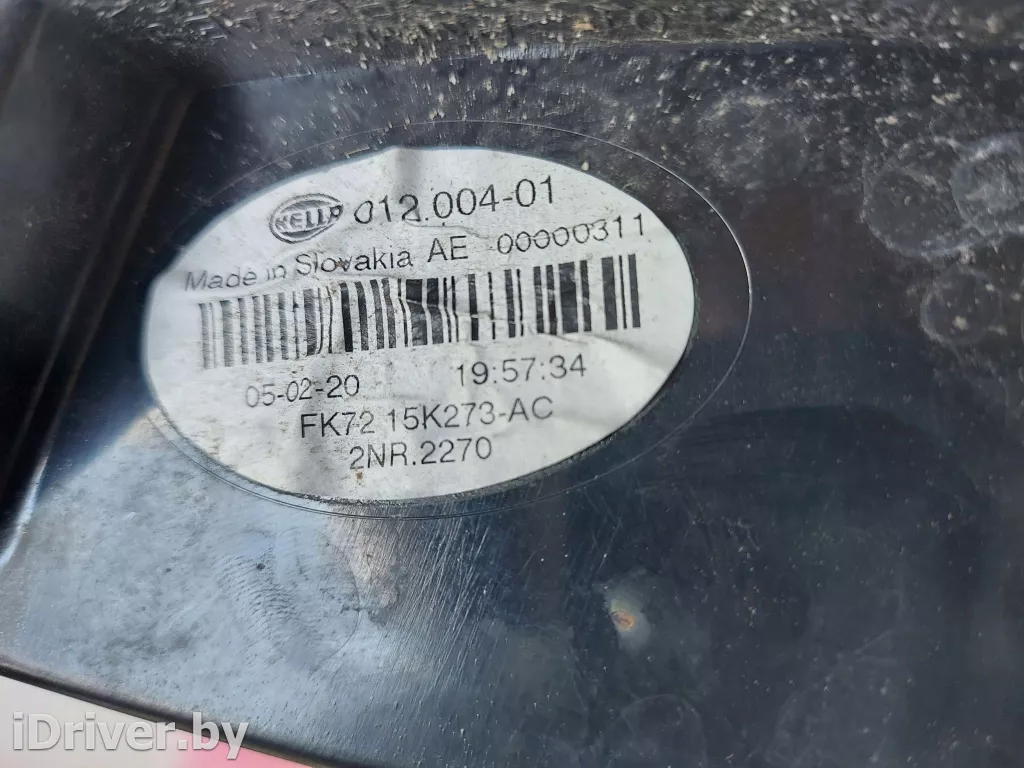 HELLA 012.004-01
Made in Slovakia AE 00000311
05-02-20 19:57:34
FK72 15K273-AC
2NR.2270
iDriver.by